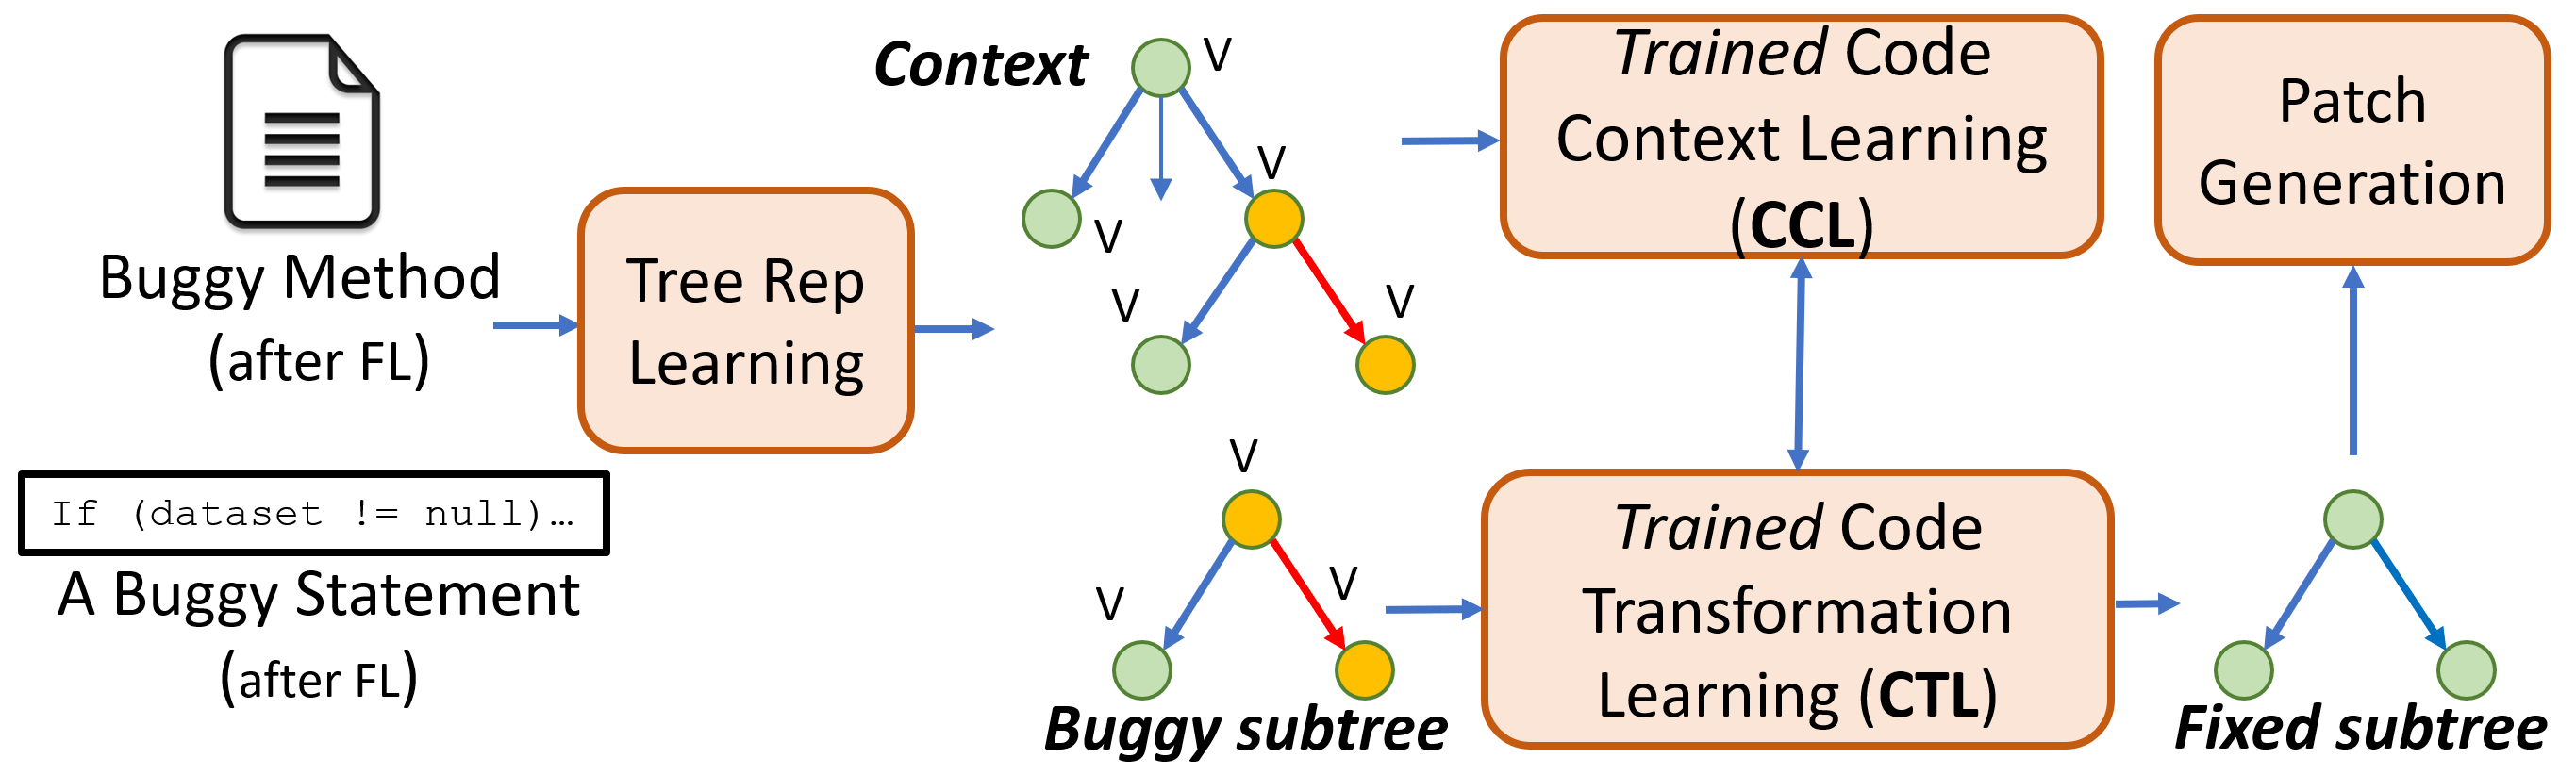 Buggy Method
(after FL)
If (dataset != null)…
A Buggy Statement
(after FL)
Tree Rep
Learning
Context
V
V
V
V
V
Buggy subtree
V
V
V
Trained Code
Context Learning
(CCL)
Trained Code
Transformation
Learning (CTL)
Patch
Generation
Fixed subtree